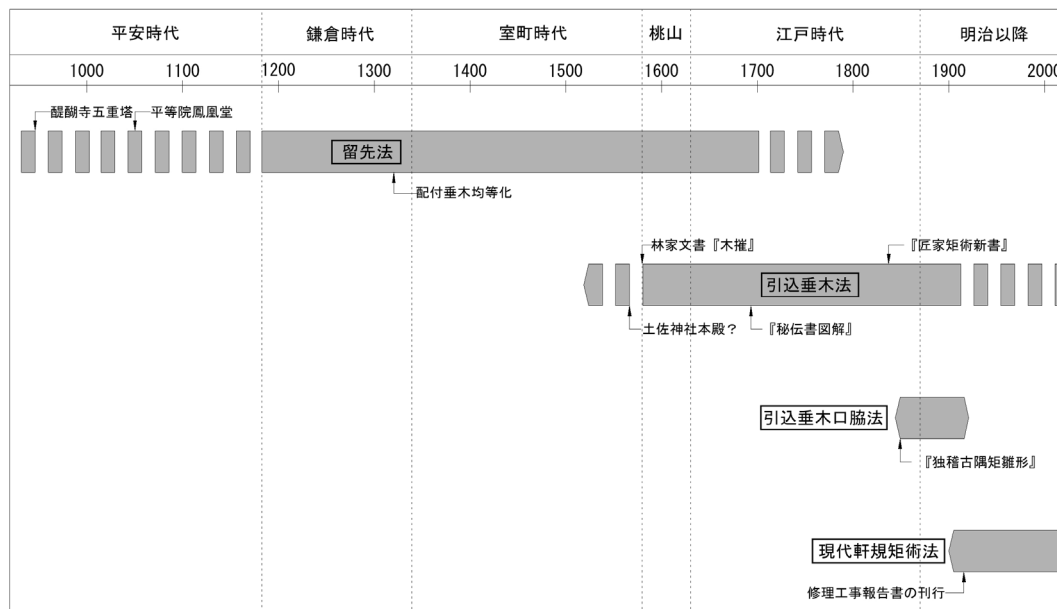 平安時代 鎌倉時代 室町時代 桃山 江戸時代 明治以降
1000 1100 1200 1300 1400 1500 1600 1700 1800 1900 2000
醍醐寺五重塔 平等院鳳凰堂
留先法
配付垂木均等化
林家文書『木摧』 『匠家矩術新書』
引込垂木法
土佐神社本殿？ 『秘伝書図解』
引込垂木口脇法
『独稽古隅矩雛形』
現代軒規矩術法
修理工事報告書の刊行